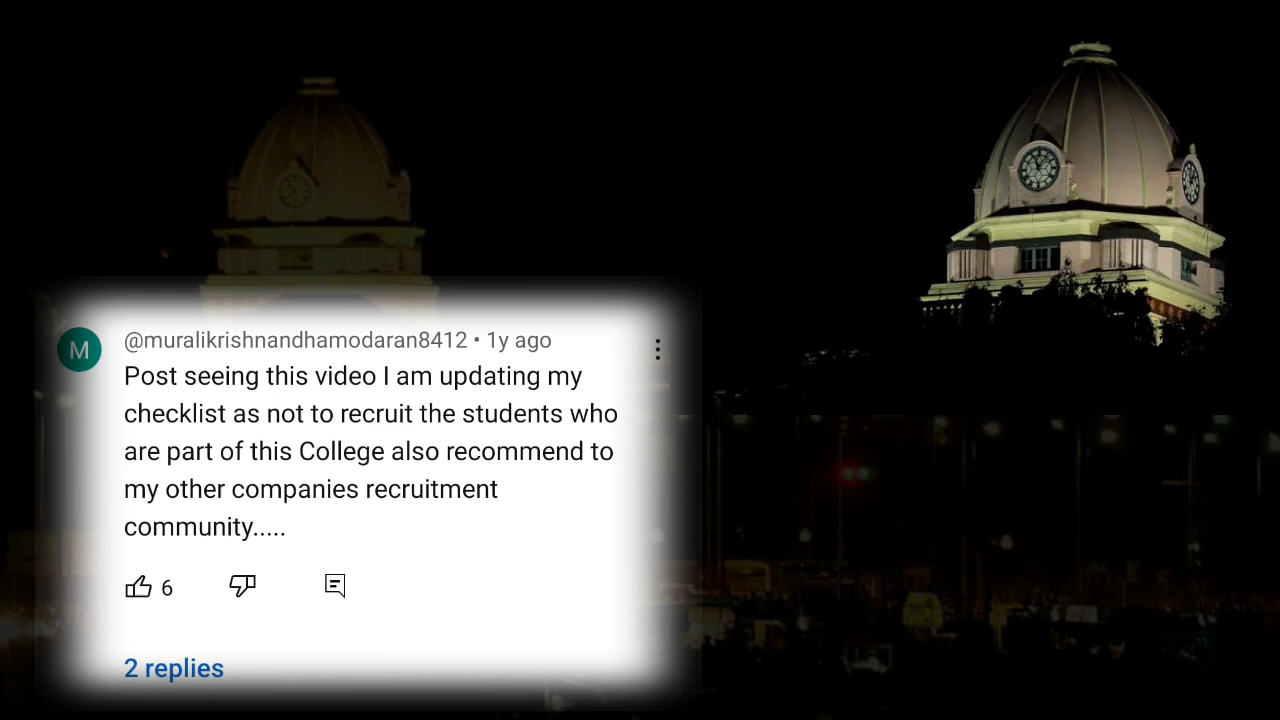 M
@muralikrishnandhamodaran8412 • 1y ago
Post seeing this video I am updating my
checklist as not to recruit the students who
are part of this College also recommend to
my other companies recruitment
community.....
6
2 replies